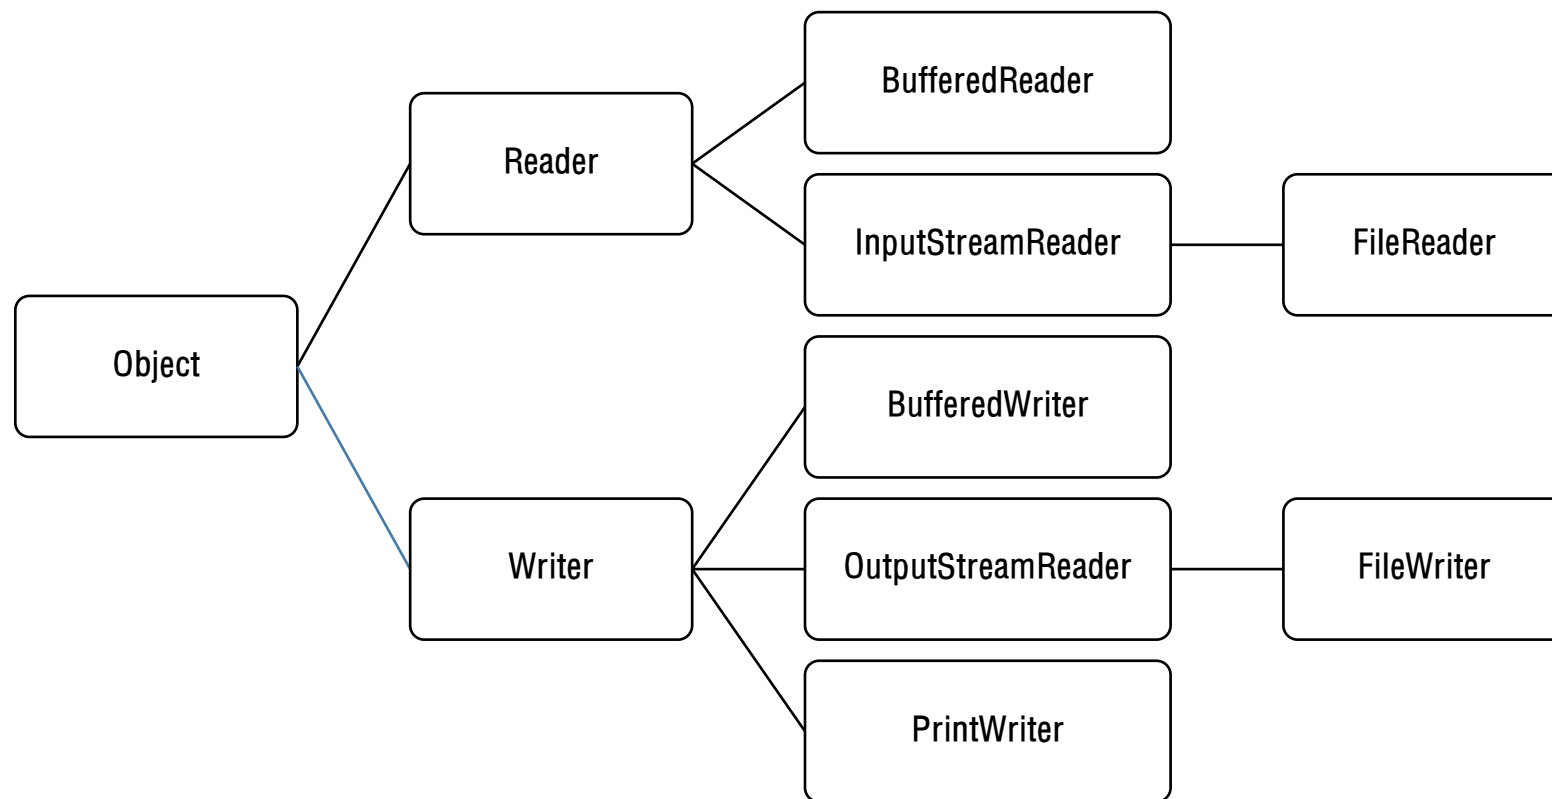 BufferedReader
Reader
InputStreamReader
FileReader
Object
BufferedWriter
Writer
OutputStreamReader
FileWriter
PrintWriter